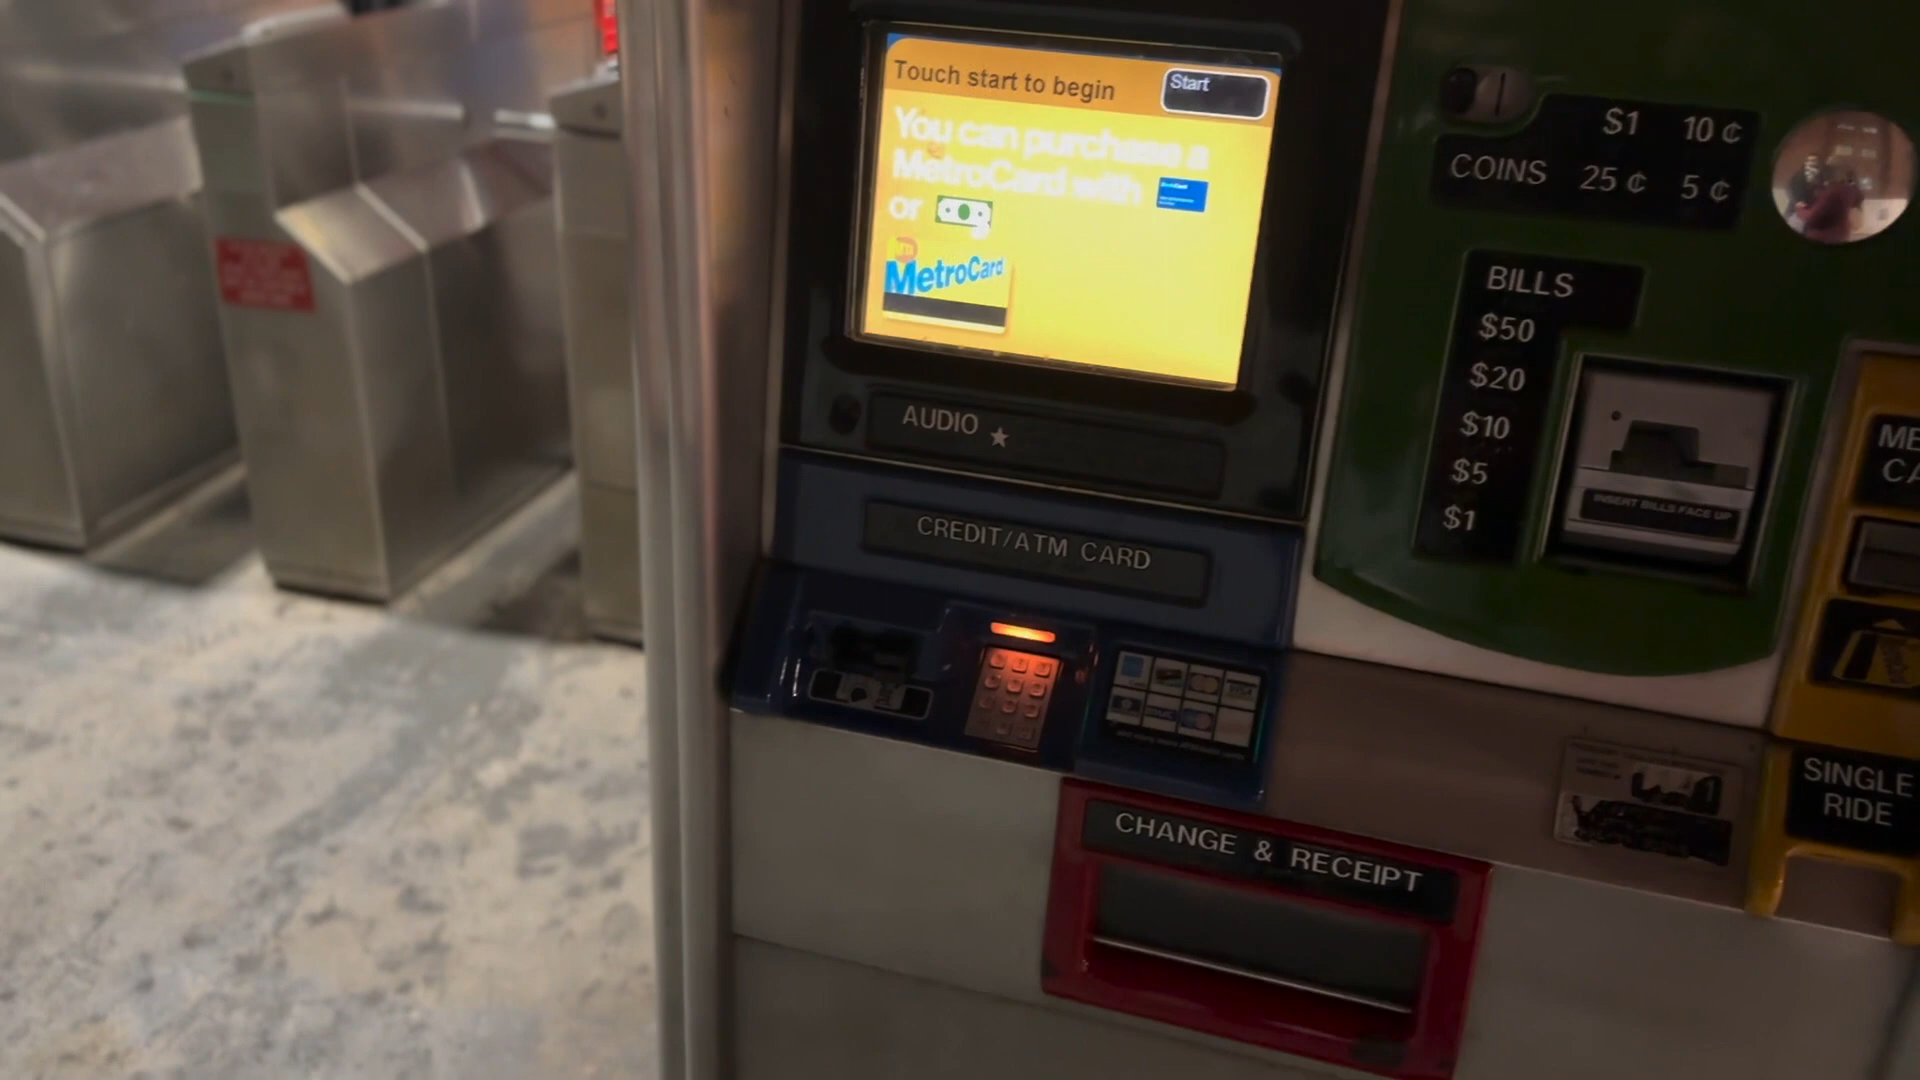 Touch start to begin
Start
You can purchase a
MetroCard with
or
MetroCard
AUDIO
CREDIT/ATM CARD
CHANGE & RECEIPT
$1 10 ¢
COINS 25 ¢ 5 ¢
BILLS
$50
$20
$10
$5
$1
INSERT BILLS FACE UP
SINGLE
RIDE